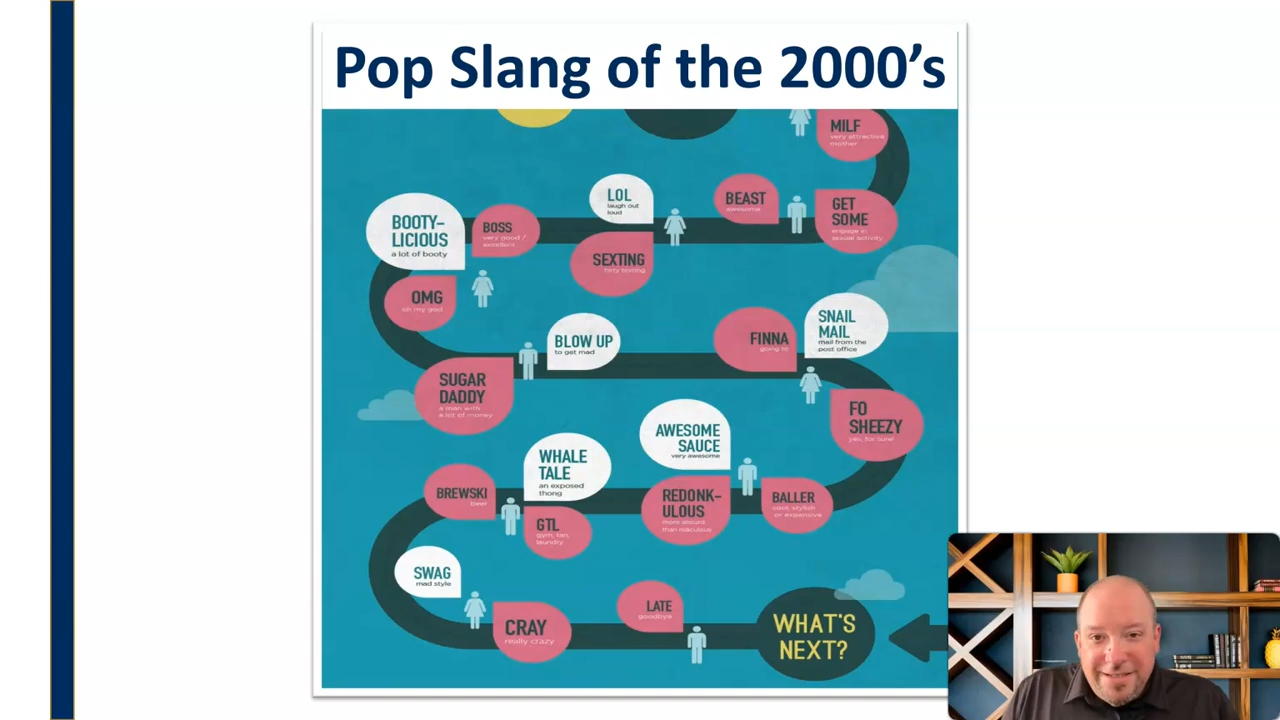 Pop Slang of the 2000's
MILF
very attractive
mother
GET
SOME
engage in
sexual activity
BEAST
awesome
LOL
laugh out
loud
SEXTING
dirty texting
BOSS
very good /
excellent
BOOTY-
LICIOUS
a lot of booty
OMG
oh my god
SUGAR
DADDY
a man with
a lot of money
BLOW UP
to get mad
FINNA
going to
SNAIL
MAIL
mail from the
post office
FO
SHEEZY
yes, for sure!
BALLER
cool, stylish
or expensive
AWESOME
SAUCE
very awesome
REDONK-
ULOUS
more absurd
than ridiculous
WHALE
TALE
an exposed
thong
GTL
gym, tan,
laundry
BREWSKI
beer
SWAG
mad style
CRAY
really crazy
LATE
goodbye
WHAT'S
NEXT?